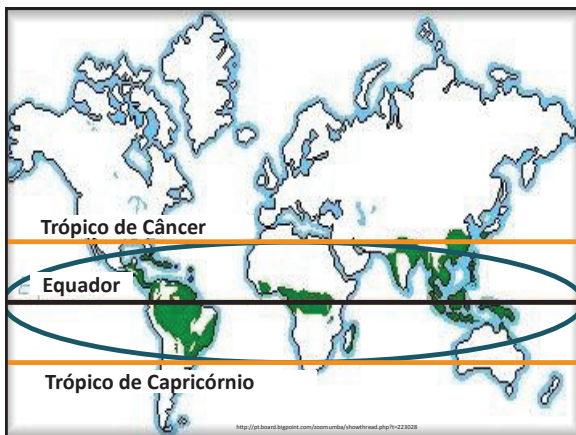 Trópico de Câncer
Equador
Trópico de Capricórnio
http://pt.board.bigpoint.com/zoomumba/showthread.php?t=223028